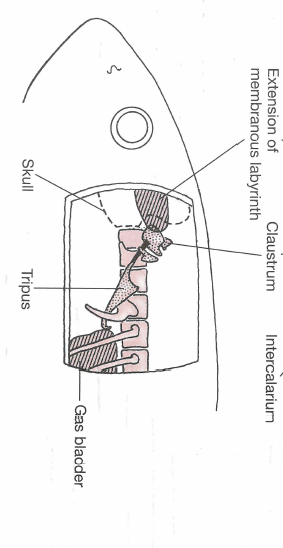 Extension of
membranous labyrinth
Claustrum
Intercalarium
Skull
Tripus
Gas bladder